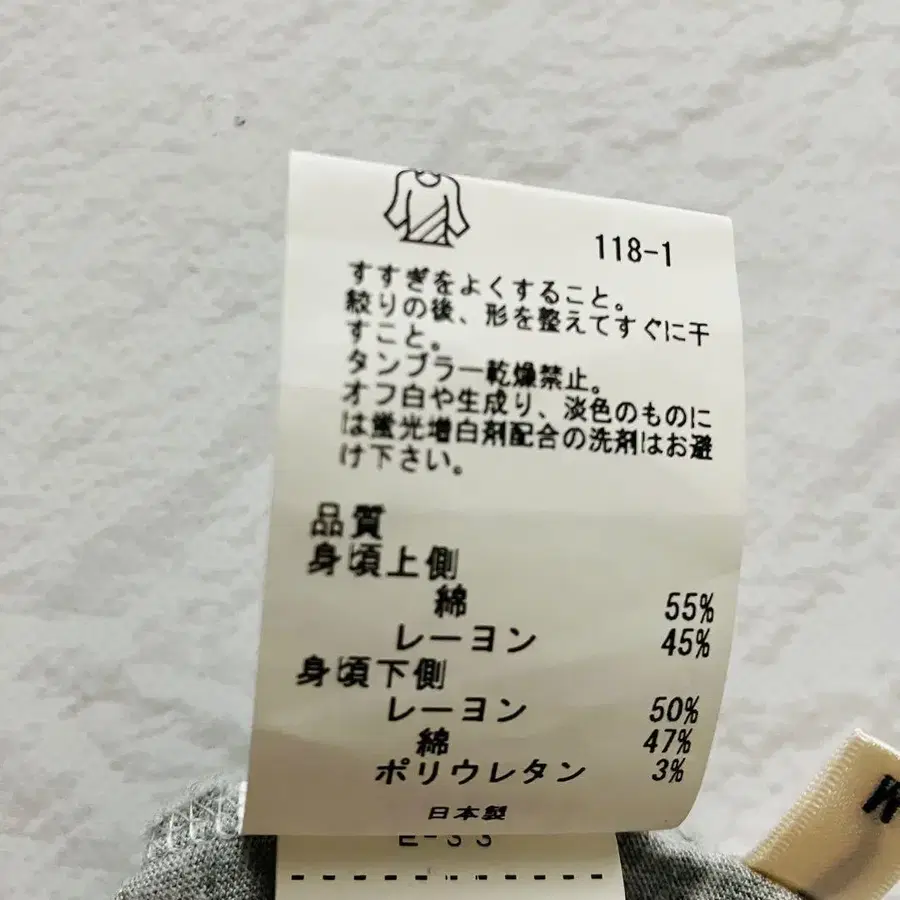 118-1
すすぎをよくすること。
絞りの後、形を整えてすぐに干
すこと。
タンブラー乾燥禁止。
オフ白や生成り、淡色のものに
は蛍光増白剤配合の洗剤はお避
け下さい。
品質
身頃上側
綿 55%
レーヨン 45%
身頃下側
レーヨン 50%
綿 47%
ポリウレタン 3%
日本製
E-33